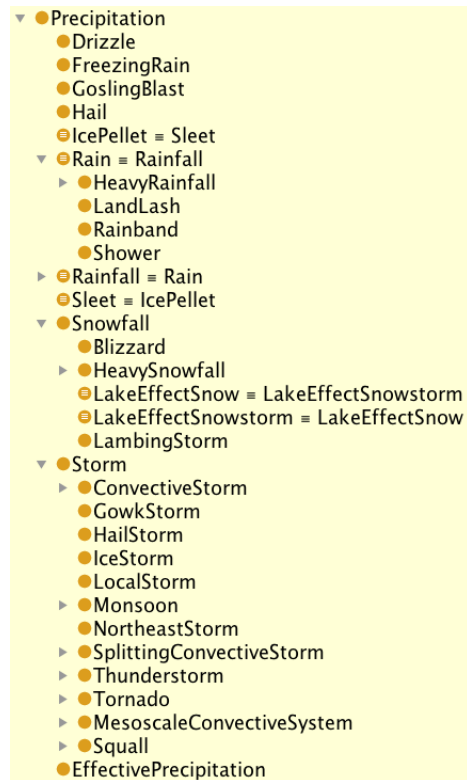 Precipitation
Drizzle
FreezingRain
GoslingBlast
Hail
IcePellet ≡ Sleet
Rain ≡ Rainfall
HeavyRainfall
LandLash
Rainband
Shower
Rainfall ≡ Rain
Sleet ≡ IcePellet
Snowfall
Blizzard
HeavySnowfall
LakeEffectSnow ≡ LakeEffectSnowstorm
LakeEffectSnowstorm ≡ LakeEffectSnow
LambingStorm
Storm
ConvectiveStorm
GowkStorm
HailStorm
IceStorm
LocalStorm
Monsoon
NortheastStorm
SplittingConvectiveStorm
Thunderstorm
Tornado
MesoscaleConvectiveSystem
Squall
EffectivePrecipitation